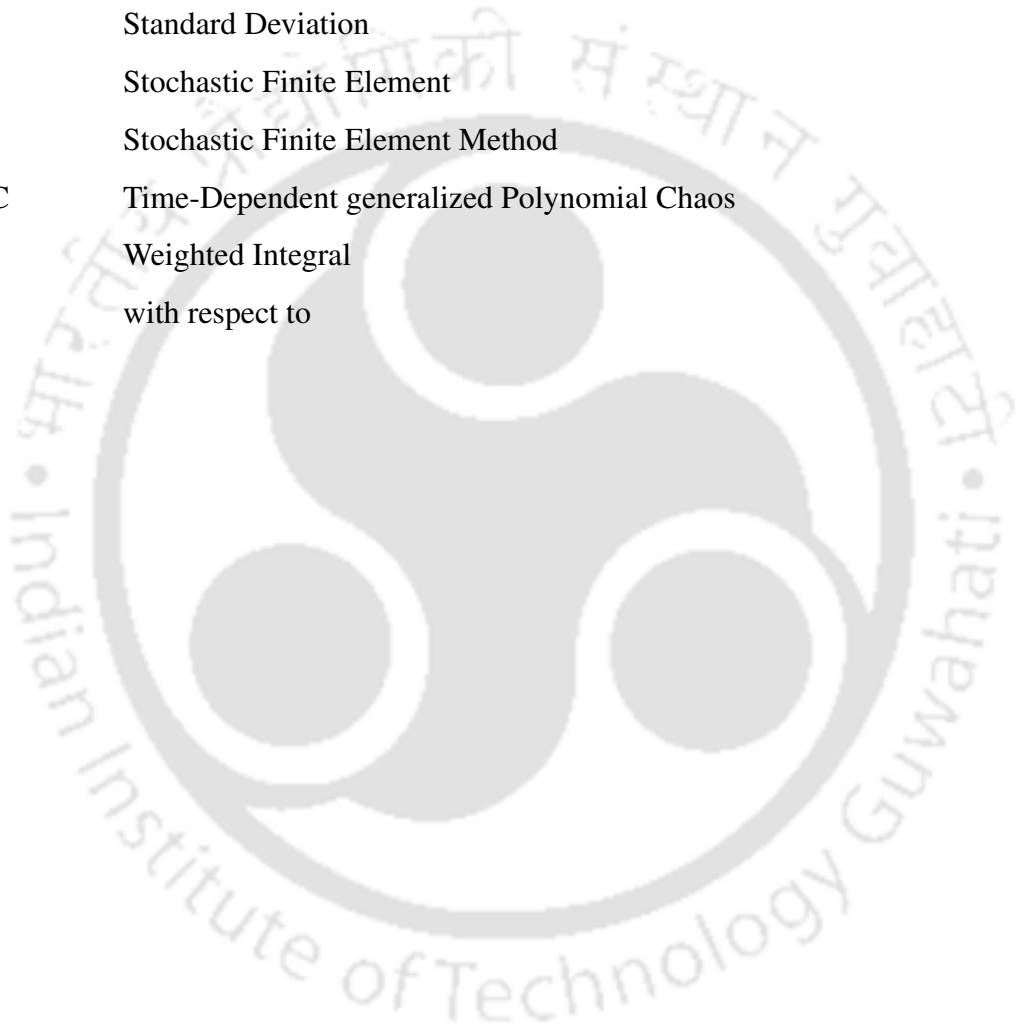 Standard Deviation
Stochastic Finite Element
Stochastic Finite Element Method
C Time-Dependent generalized Polynomial Chaos
Weighted Integral
with respect to
भारतीय प्रौद्योगिकी संस्थान गुवाहाटी
• Indian Institute of Technology Guwahati •